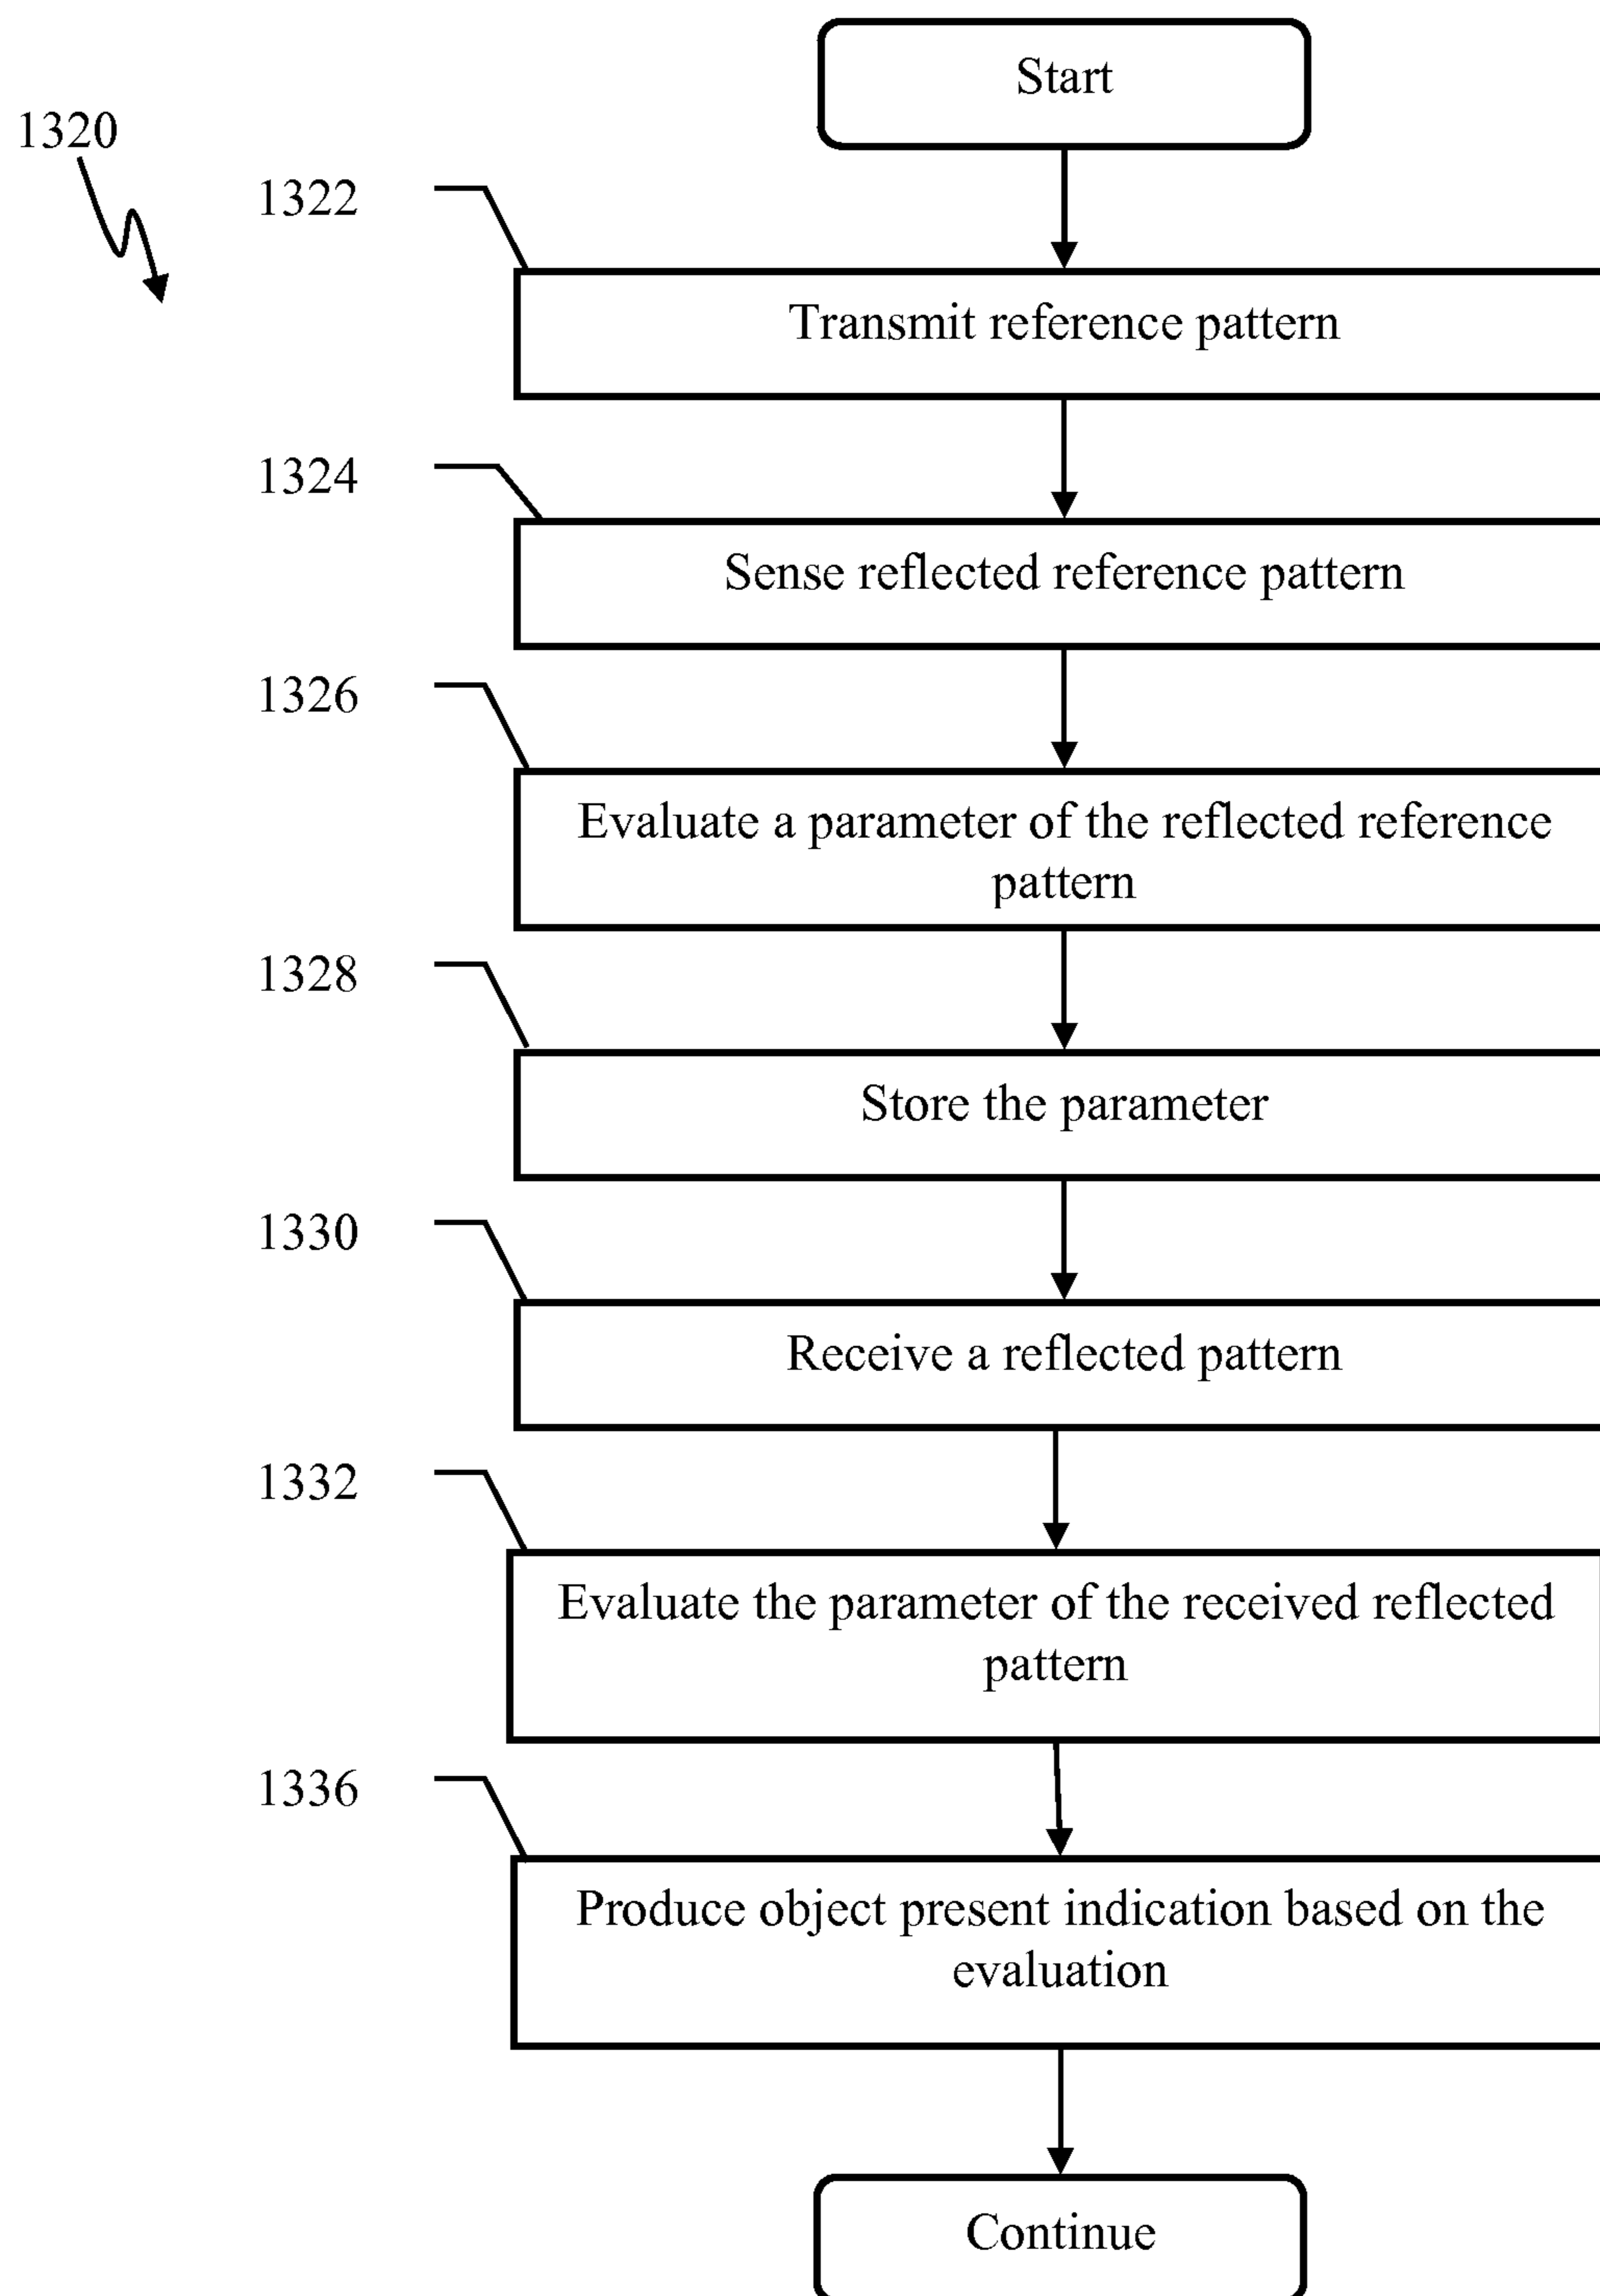 Start
1320
1322
Transmit reference pattern
1324
Sense reflected reference pattern
1326
Evaluate a parameter of the reflected reference
pattern
1328
Store the parameter
1330
Receive a reflected pattern
1332
Evaluate the parameter of the received reflected
pattern
1336
Produce object present indication based on the
evaluation
Continue